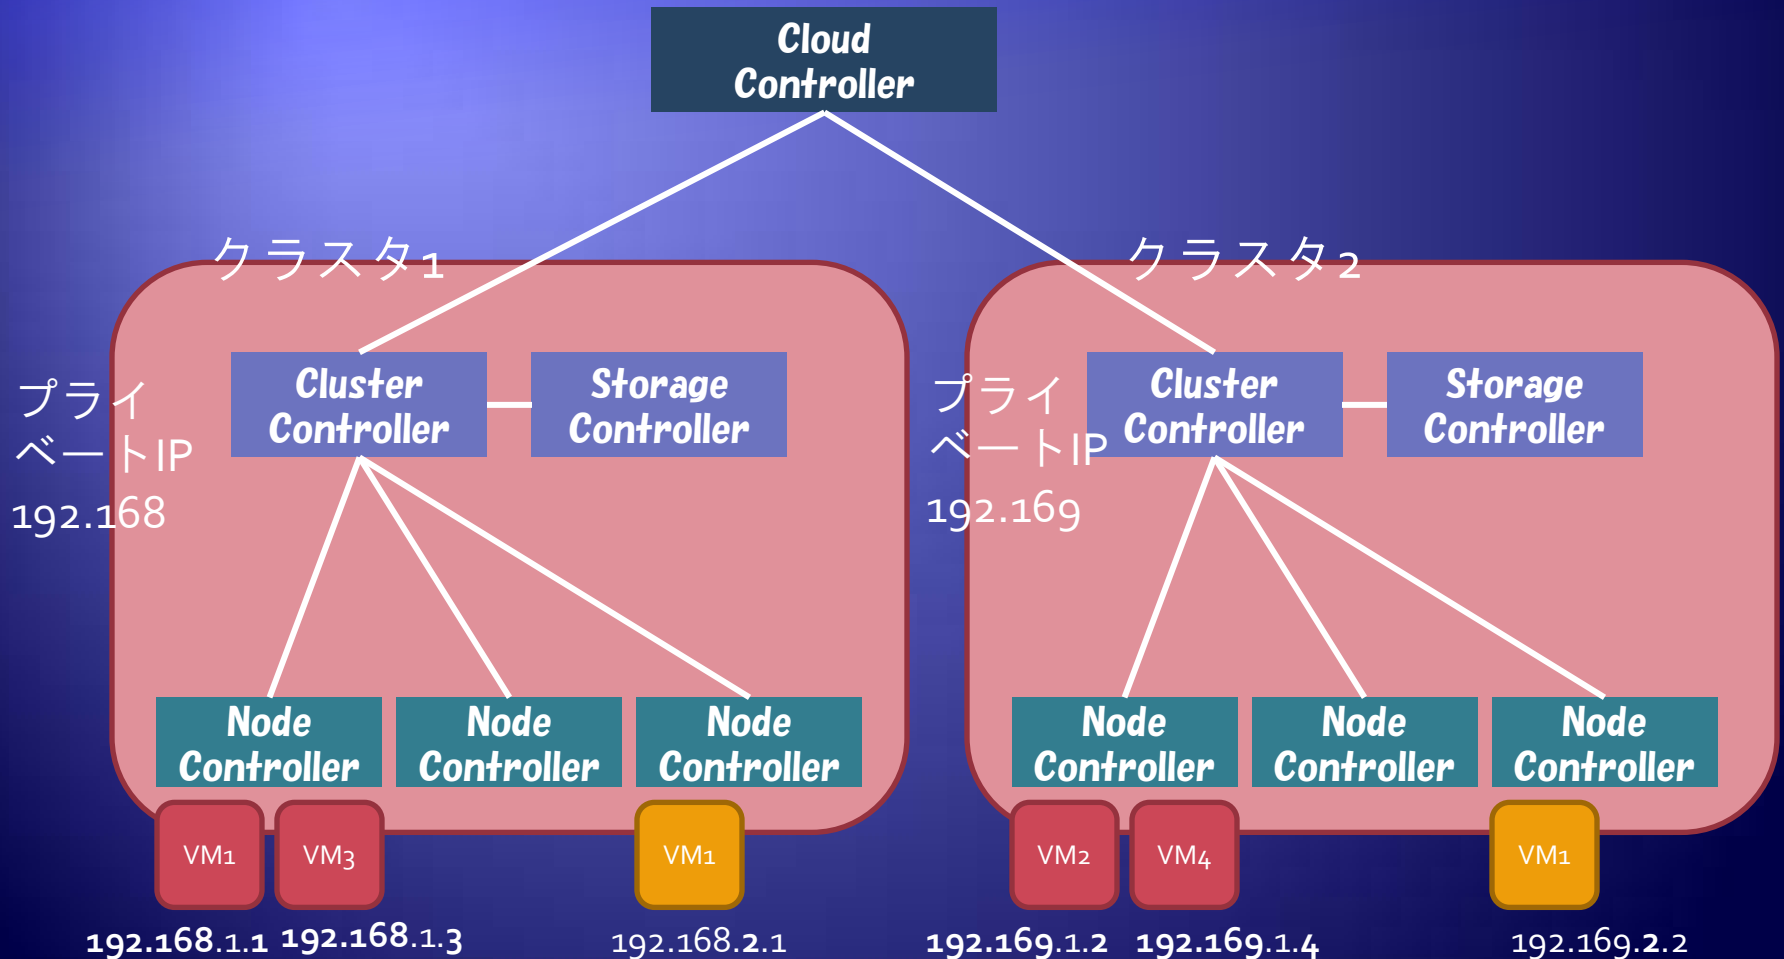 Cloud
Controller
クラスタ1
クラスタ2
プライ
ベートIP
192.168
Cluster
Controller
Storage
Controller
プライ
ベートIP
192.169
Cluster
Controller
Storage
Controller
Node
Controller
Node
Controller
Node
Controller
Node
Controller
Node
Controller
Node
Controller
VM1
VM3
VM1
VM2
VM4
VM1
192.168.1.1
192.168.1.3
192.168.2.1
192.169.1.2
192.169.1.4
192.169.2.2